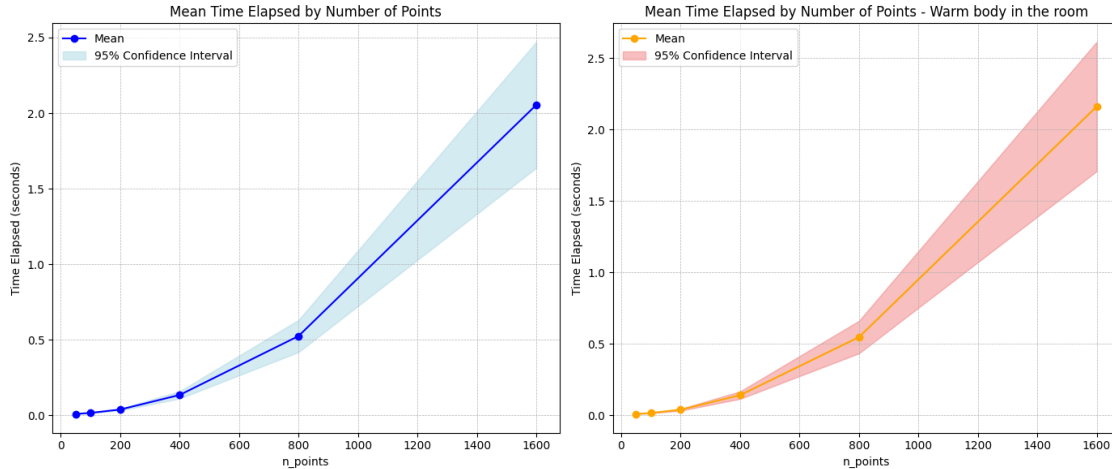 Mean Time Elapsed by Number of Points
Mean
95% Confidence Interval
Time Elapsed (seconds)
2.5
2.0
1.5
1.0
0.5
0.0
0 200 400 600 800 1000 1200 1400 1600
n_points
Mean Time Elapsed by Number of Points - Warm body in the room
Mean
95% Confidence Interval
Time Elapsed (seconds)
2.5
2.0
1.5
1.0
0.5
0.0
0 200 400 600 800 1000 1200 1400 1600
n_points